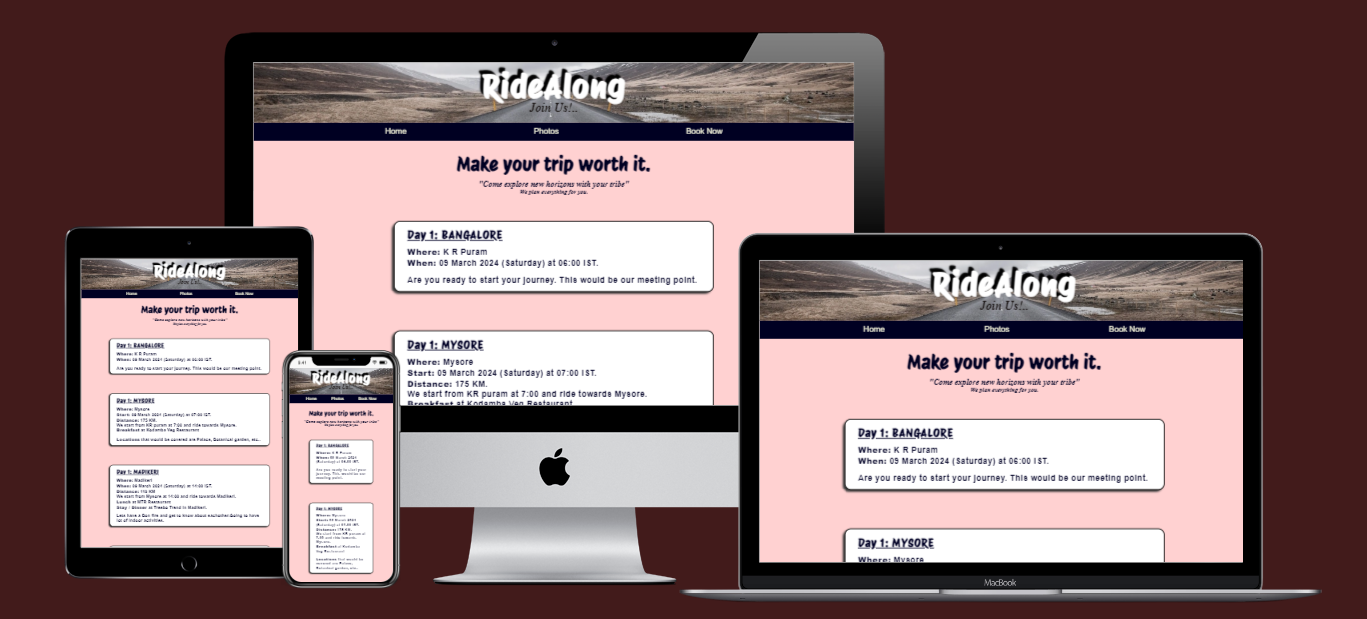 RideAlong
Join Us!..
Home Photos Book Now
Make your trip worth it.
"Come explore new horizons with your tribe"
We plan everything for you.
Day 1: BANGALORE
Where: K R Puram
When: 09 March 2024 (Saturday) at 06:00 IST.
Are you ready to start your journey. This would be our meeting point.
Day 1: MYSORE
Where: Mysore
Start: 09 March 2024 (Saturday) at 07:00 IST.
Distance: 175 KM.
We start from KR puram at 7:00 and ride towards Mysore.
Breakfast at Kodamba Veg Restaurant
RideAlong
Join Us!..
Home Photos Book Now
Make your trip worth it.
"Come explore new horizons with your tribe"
We plan everything for you.
Day 1: BANGALORE
Where: K R Puram
When: 09 March 2024 (Saturday) at 06:00 IST.
Are you ready to start your journey. This would be our meeting point.
Day 1: MYSORE
Where: Mysore
Start: 09 March 2024 (Saturday) at 07:00 IST.
Distance: 175 KM.
We start from KR puram at 7:00 and ride towards Mysore.
Breakfast at Kodamba Veg Restaurant
Locations that would be covered are Palace, Botanical garden, etc..
Day 1: MADIKERI
Where: Madikeri
When: 09 March 2024 (Saturday) at 14:00 IST.
Distance: 116 KM
We start from Mysore at 14:00 and ride towards Madikeri.
Lunch at MTR Restaurant
Stay / Dinner at Treebo Trend in Madikeri.
Lets have a Bon fire and get to know about eachother.Going to have
lot of indoor activities.
RideAlong
Join Us!..
Home Photos Book Now
Make your trip worth it.
"Come explore new horizons with your tribe"
We plan everything for you.
Day 1: BANGALORE
Where: K R Puram
When: 09 March 2024
(Saturday) at 06:00 IST.
Are you ready to start your
journey. This would be our
meeting point.
Day 1: MYSORE
Where: Mysore
Start: 09 March 2024
(Saturday) at 07:00 IST.
Distance: 175 KM.
We start from KR puram at
7:00 and ride towards
Mysore.
Breakfast at Kodamba
Veg Restaurant
Locations that would be
covered are Palace,
Botanical garden, etc..
RideAlong
Join Us!..
Home Photos Book Now
Make your trip worth it.
"Come explore new horizons with your tribe"
We plan everything for you.
Day 1: BANGALORE
Where: K R Puram
When: 09 March 2024 (Saturday) at 06:00 IST.
Are you ready to start your journey. This would be our meeting point.
Day 1: MYSORE
Where: Mysore
MacBook